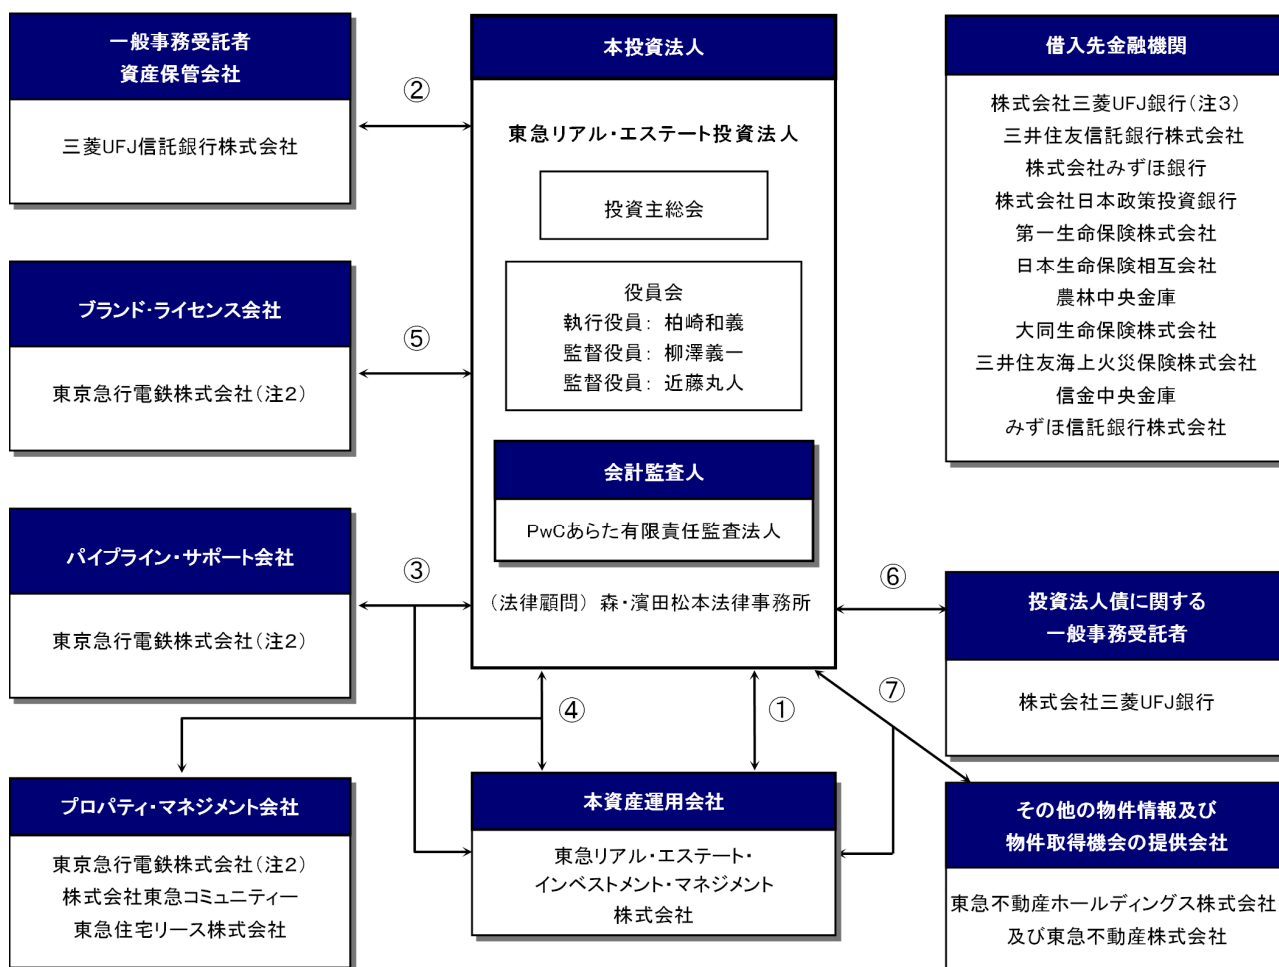 一般事務受託者
資産保管会社
三菱UFJ信託銀行株式会社
②
ブランド・ライセンス会社
東京急行電鉄株式会社（注2）
⑤
パイプライン・サポート会社
東京急行電鉄株式会社（注2）
③
プロパティ・マネジメント会社
東京急行電鉄株式会社（注2）
株式会社東急コミュニティー
東急住宅リース株式会社
本投資法人
東急リアル・エステート投資法人
投資主総会
役員会
執行役員： 柏崎和義
監督役員： 柳澤義一
監督役員： 近藤丸人
会計監査人
PwCあらた有限責任監査法人
（法律顧問） 森・濱田松本法律事務所
④
①
本資産運用会社
東急リアル・エステート・
インベストメント・マネジメント
株式会社
借入先金融機関
株式会社三菱UFJ銀行（注3）
三井住友信託銀行株式会社
株式会社みずほ銀行
株式会社日本政策投資銀行
第一生命保険株式会社
日本生命保険相互会社
農林中央金庫
大同生命保険株式会社
三井住友海上火災保険株式会社
信金中央金庫
みずほ信託銀行株式会社
⑥
投資法人債に関する
一般事務受託者
株式会社三菱UFJ銀行
⑦
その他の物件情報及び
物件取得機会の提供会社
東急不動産ホールディングス株式会社
及び東急不動産株式会社